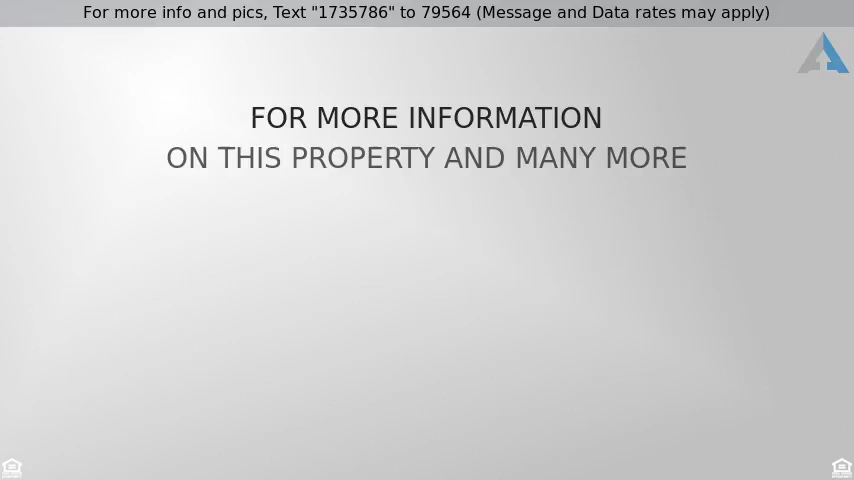 For more info and pics, Text "1735786" to 79564 (Message and Data rates may apply)
FOR MORE INFORMATION
ON THIS PROPERTY AND MANY MORE